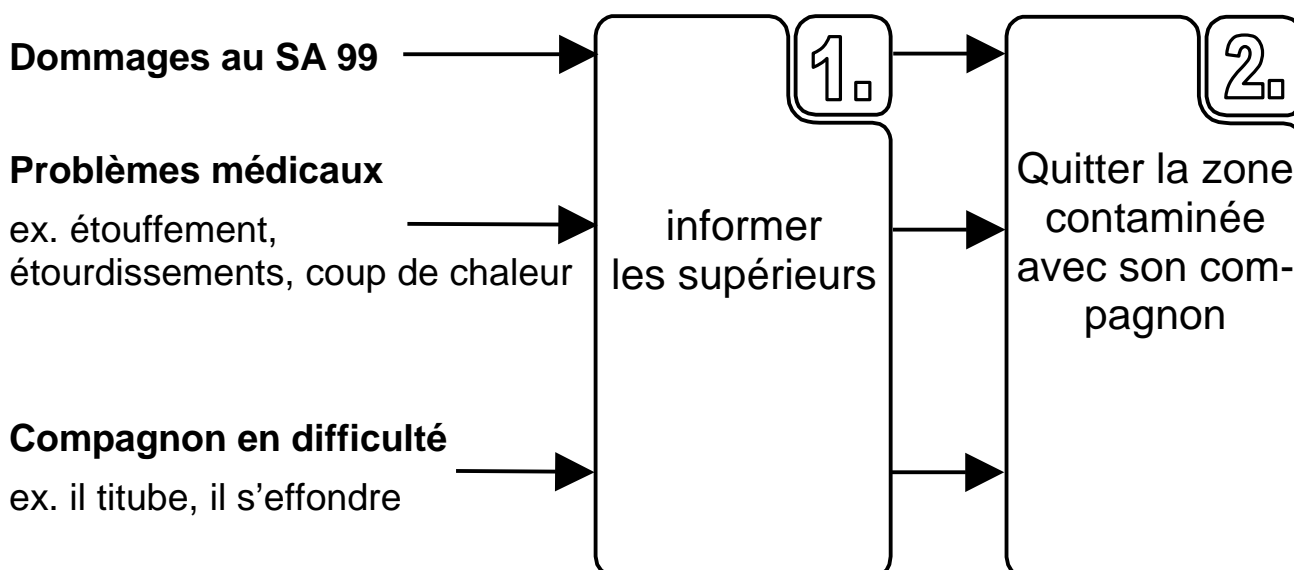 Dommages au SA 99
1.
2.
Problèmes médicaux
ex. étouffement,
étourdissements, coup de chaleur
informer
les supérieurs
Quitter la zone
contaminée
avec son com-
pagnon
Compagnon en difficulté
ex. il titube, il s’effondre